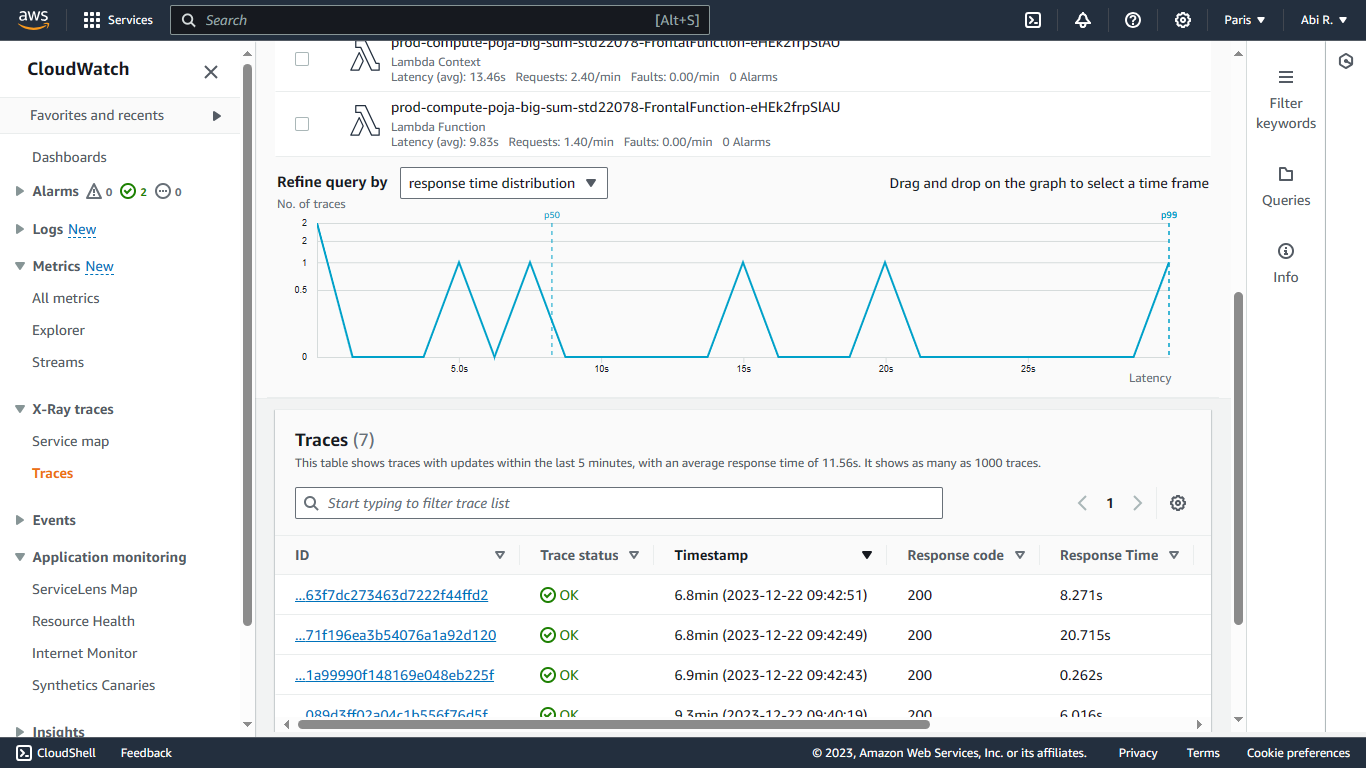 aws
Services
Search
[Alt+S]
Paris
Abi R.
CloudWatch
Favorites and recents
Dashboards
Alarms 0 2 0
Logs New
Metrics New
All metrics
Explorer
Streams
X-Ray traces
Service map
Traces
Events
Application monitoring
ServiceLens Map
Resource Health
Internet Monitor
Synthetics Canaries
Insights
prod-compute-poja-big-sum-std22078-FrontalFunction-eHEk2frpSlAU
Lambda Context
Latency (avg): 13.46s Requests: 2.40/min Faults: 0.00/min 0 Alarms
prod-compute-poja-big-sum-std22078-FrontalFunction-eHEk2frpSlAU
Lambda Function
Latency (avg): 9.83s Requests: 1.40/min Faults: 0.00/min 0 Alarms
Refine query by
response time distribution
Drag and drop on the graph to select a time frame
No. of traces
p50
p99
2
2
1
0.5
0
5.0s 10s 15s 20s 25s
Latency
Traces (7)
This table shows traces with updates within the last 5 minutes, with an average response time of 11.56s. It shows as many as 1000 traces.
Start typing to filter trace list
1
ID Trace status Timestamp Response code Response Time
...63f7dc273463d7222f44ffd2 OK 6.8min (2023-12-22 09:42:51) 200 8.271s
...71f196ea3b54076a1a92d120 OK 6.8min (2023-12-22 09:42:49) 200 20.715s
...1a99990f148169e048eb225f OK 6.9min (2023-12-22 09:42:43) 200 0.262s
...089d3ff02a04c1b556f76d5f OK 9.3min (2023-12-22 09:40:19) 200 6.016s
Filter
keywords
Queries
Info
CloudShell
Feedback
© 2023, Amazon Web Services, Inc. or its affiliates.
Privacy
Terms
Cookie preferences